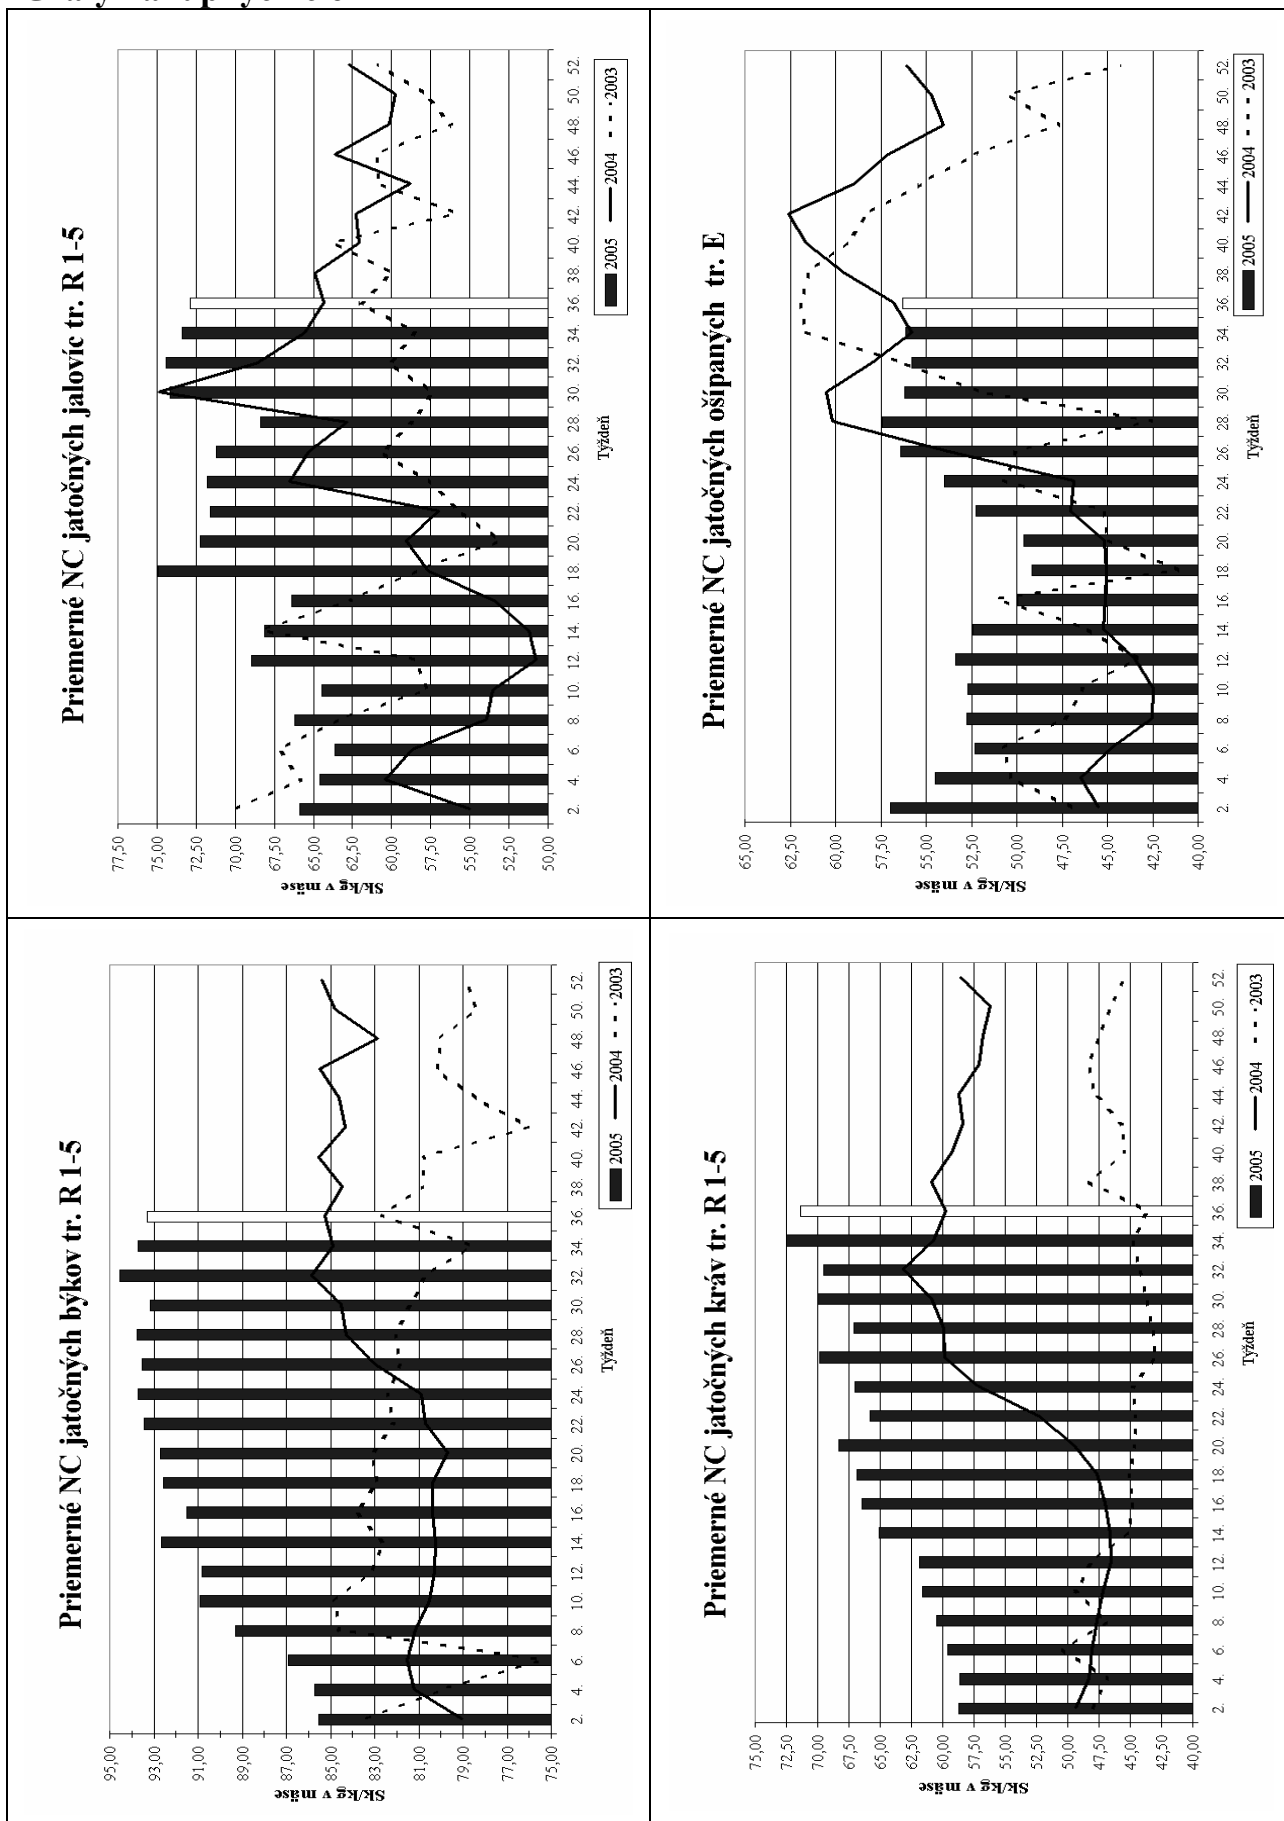 Priemerné NC jatočných býkov tr. R 1-5
Sk/kg v mäse
95,00
93,00
91,00
89,00
87,00
85,00
83,00
81,00
79,00
77,00
75,00
2. 4. 6. 8. 10. 12. 14. 16. 18. 20. 22. 24. 26. 28. 30. 32. 34. 36. 38. 40. 42. 44. 46. 48. 50. 52.
Týždeň
2005 2004 2003
Priemerné NC jatočných jalovíc tr. R 1-5
Sk/kg v mäse
77,50
75,00
72,50
70,00
67,50
65,00
62,50
60,00
57,50
55,00
52,50
50,00
2. 4. 6. 8. 10. 12. 14. 16. 18. 20. 22. 24. 26. 28. 30. 32. 34. 36. 38. 40. 42. 44. 46. 48. 50. 52.
Týždeň
2005 2004 2003
Priemerné NC jatočných kráv tr. R 1-5
Sk/kg v mäse
75,00
72,50
70,00
67,50
65,00
62,50
60,00
57,50
55,00
52,50
50,00
47,50
45,00
42,50
40,00
2. 4. 6. 8. 10. 12. 14. 16. 18. 20. 22. 24. 26. 28. 30. 32. 34. 36. 38. 40. 42. 44. 46. 48. 50. 52.
Týždeň
2005 2004 2003
Priemerné NC jatočných ošípaných tr. E
Sk/kg v mäse
65,00
62,50
60,00
57,50
55,00
52,50
50,00
47,50
45,00
42,50
40,00
2. 4. 6. 8. 10. 12. 14. 16. 18. 20. 22. 24. 26. 28. 30. 32. 34. 36. 38. 40. 42. 44. 46. 48. 50. 52.
Týždeň
2005 2004 2003